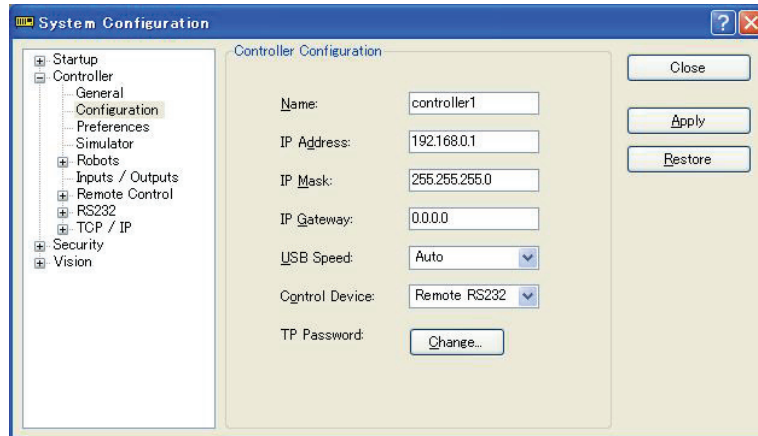 System Configuration
Startup
Controller
General
Configuration
Preferences
Simulator
Robots
Inputs / Outputs
Remote Control
RS232
TCP / IP
Security
Vision
Controller Configuration
Name: controller1
IP Address: 192.168.0.1
IP Mask: 255.255.255.0
IP Gateway: 0.0.0.0
USB Speed: Auto
Control Device: Remote RS232
TP Password: Change...
Close
Apply
Restore